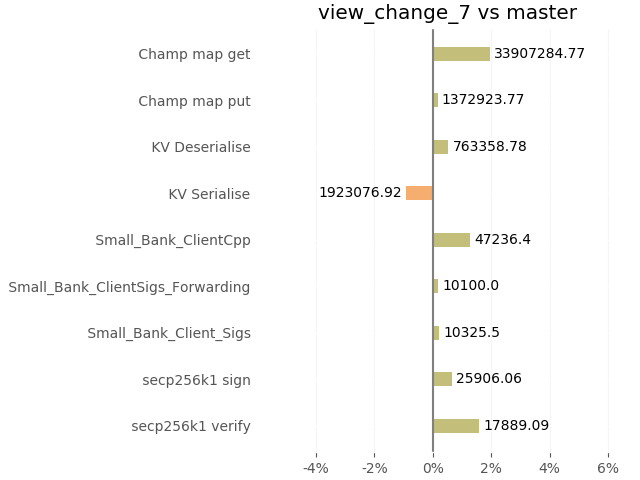 view_change_7 vs master
Champ map get 33907284.77
Champ map put 1372923.77
KV Deserialise 763358.78
KV Serialise 1923076.92
Small_Bank_ClientCpp 47236.4
Small_Bank_ClientSigs_Forwarding 10100.0
Small_Bank_Client_Sigs 10325.5
secp256k1 sign 25906.06
secp256k1 verify 17889.09
-4% -2% 0% 2% 4% 6%